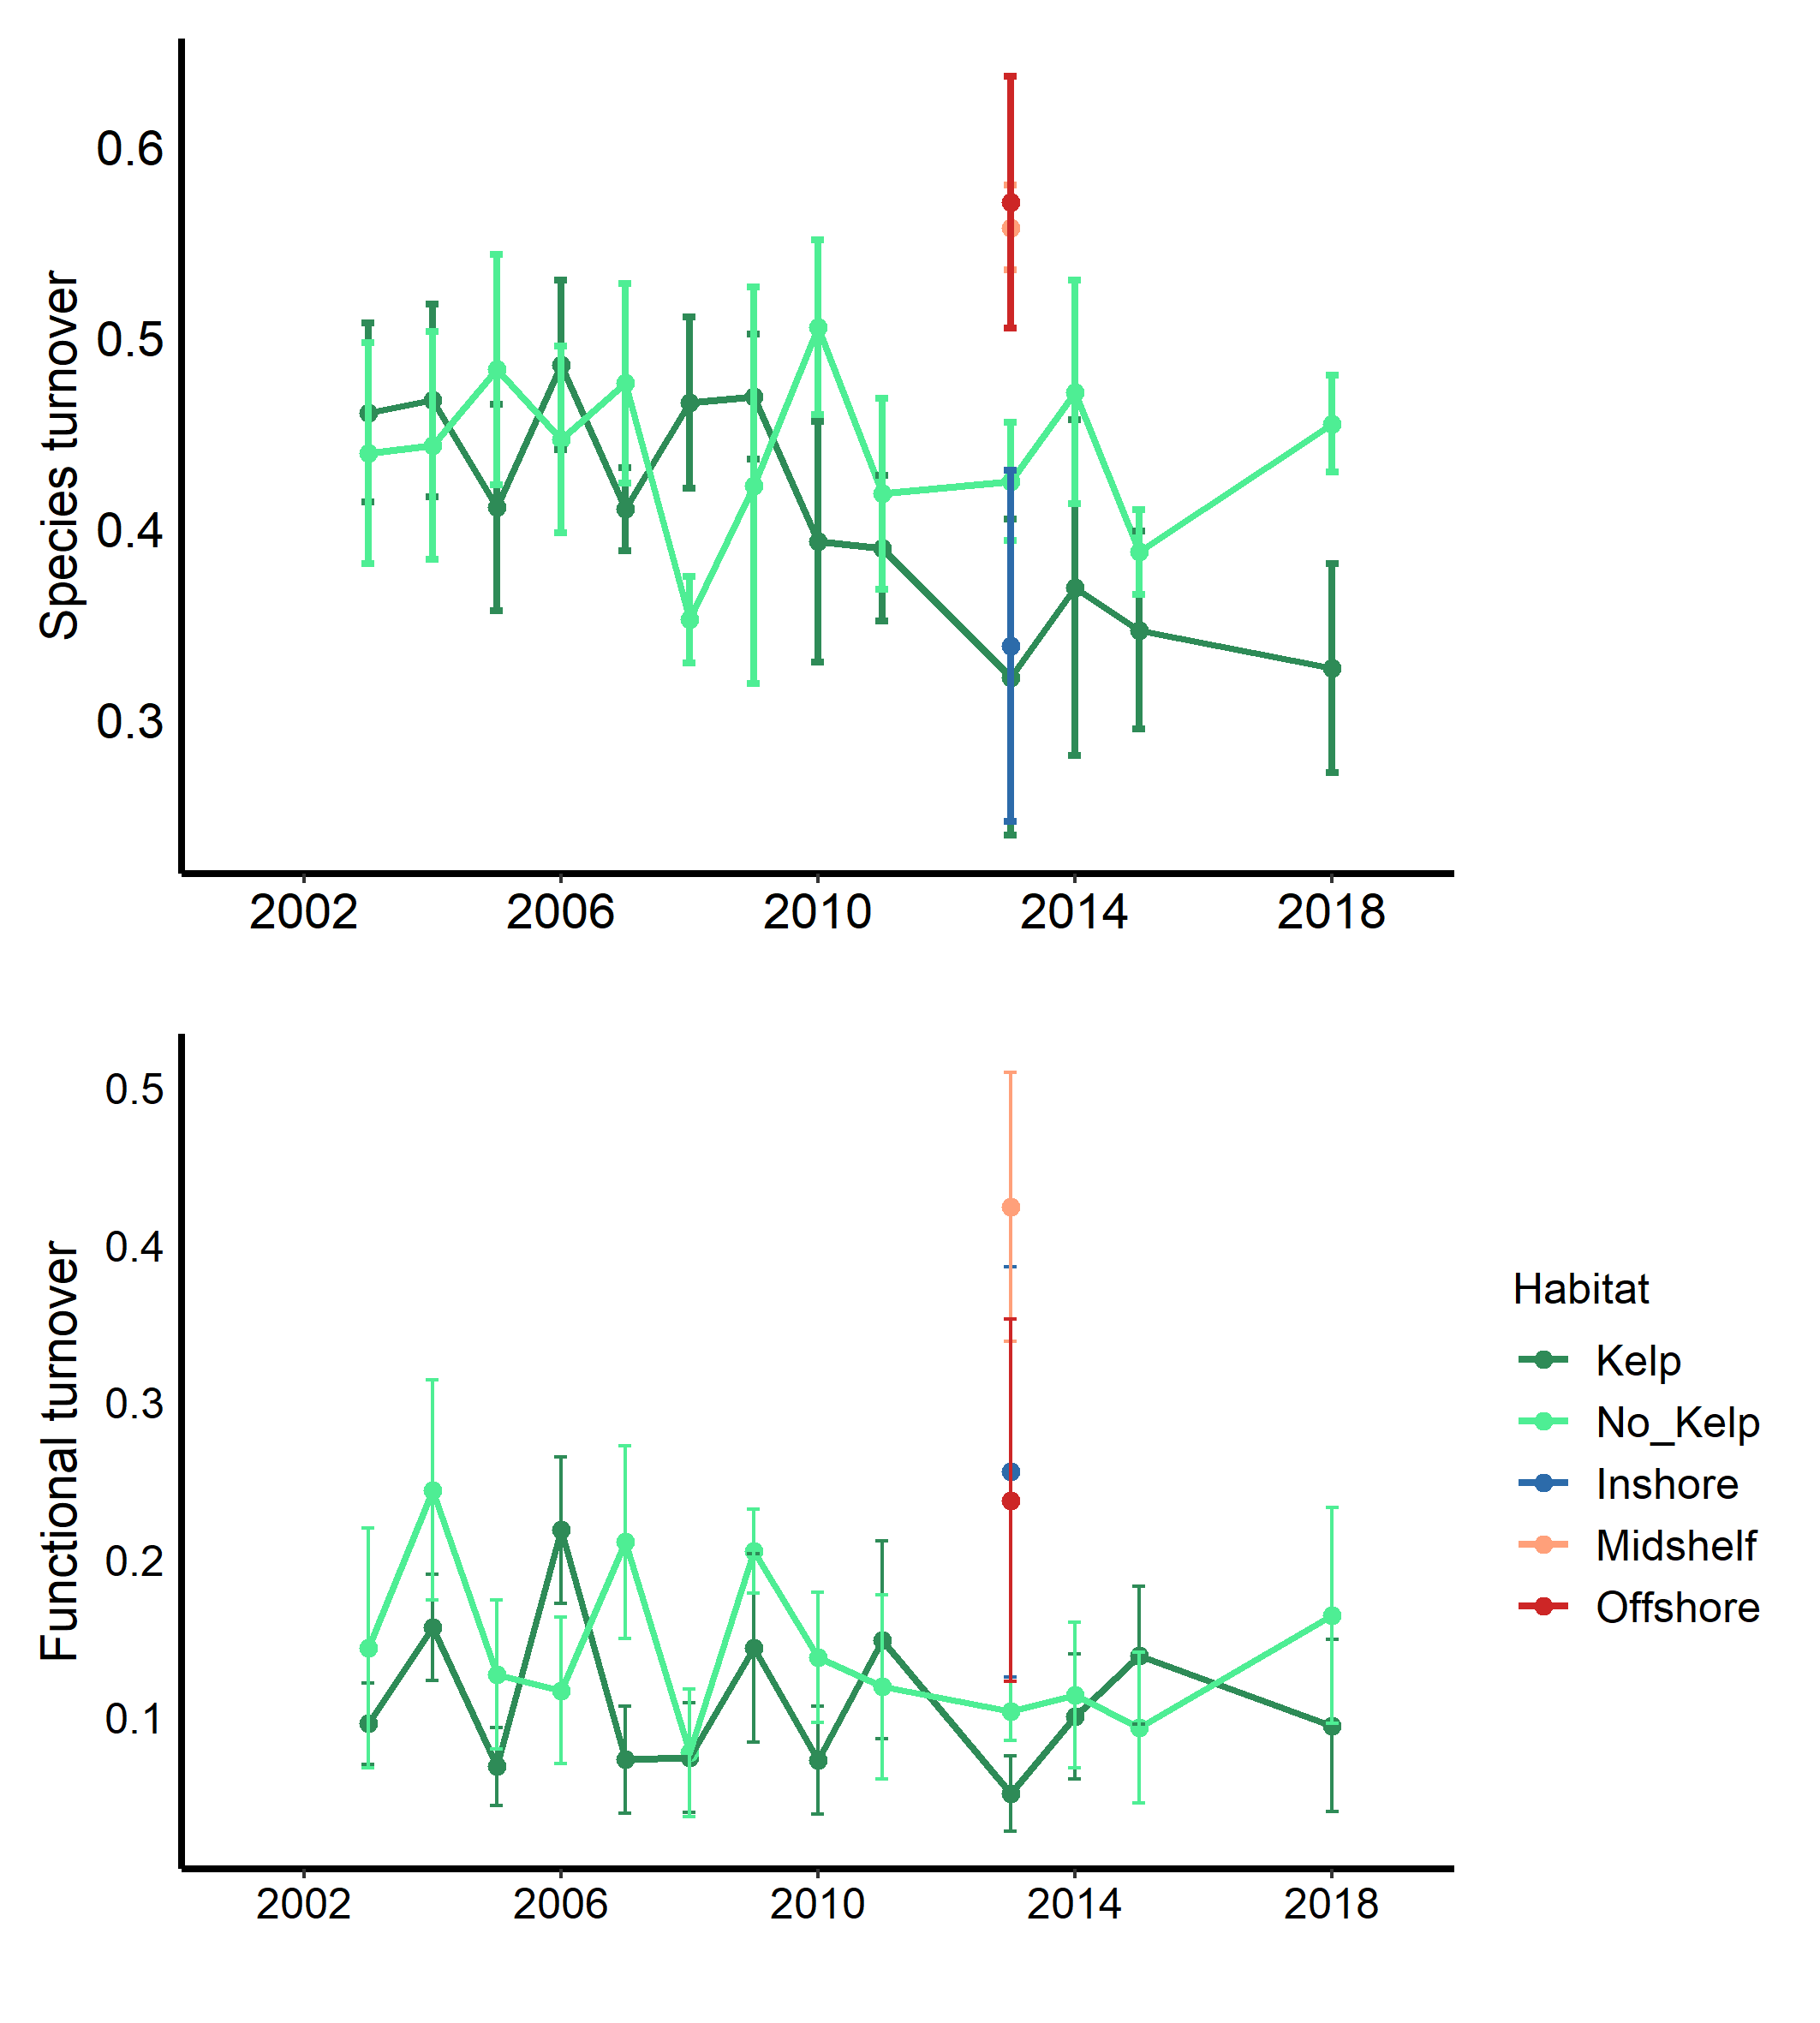 Species turnover
0.6
0.5
0.4
0.3
2002 2006 2010 2014 2018
Functional turnover
0.5
0.4
0.3
0.2
0.1
2002 2006 2010 2014 2018
Habitat
Kelp
No_Kelp
Inshore
Midshelf
Offshore